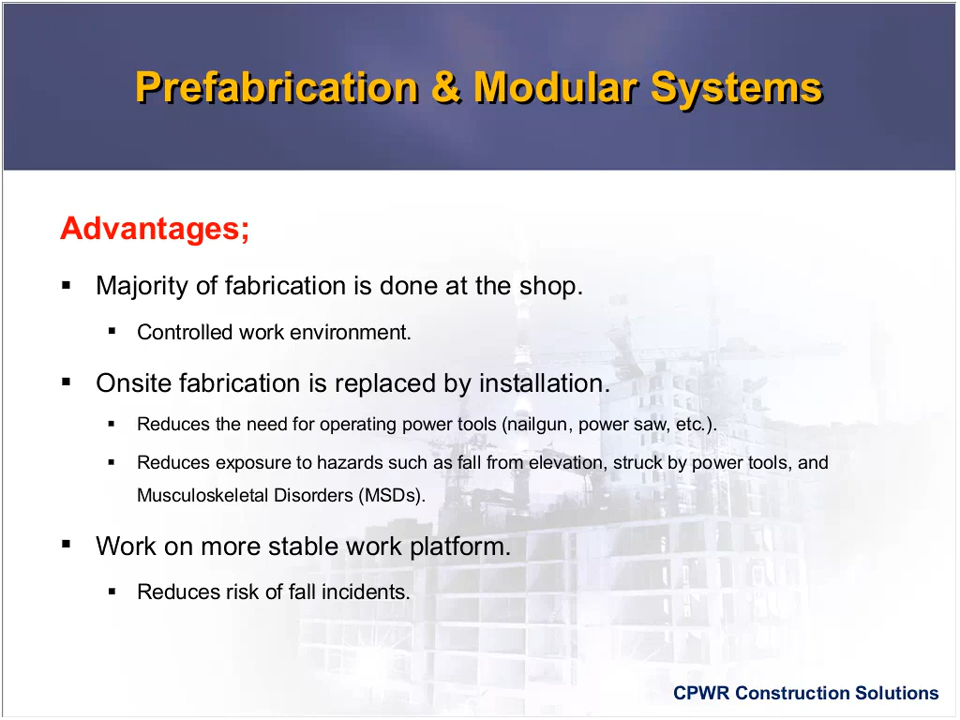 Prefabrication & Modular Systems
Advantages;
▪ Majority of fabrication is done at the shop.
▪ Controlled work environment.
▪ Onsite fabrication is replaced by installation.
▪ Reduces the need for operating power tools (nailgun, power saw, etc.).
▪ Reduces exposure to hazards such as fall from elevation, struck by power tools, and
Musculoskeletal Disorders (MSDs).
▪ Work on more stable work platform.
▪ Reduces risk of fall incidents.
CPWR Construction Solutions